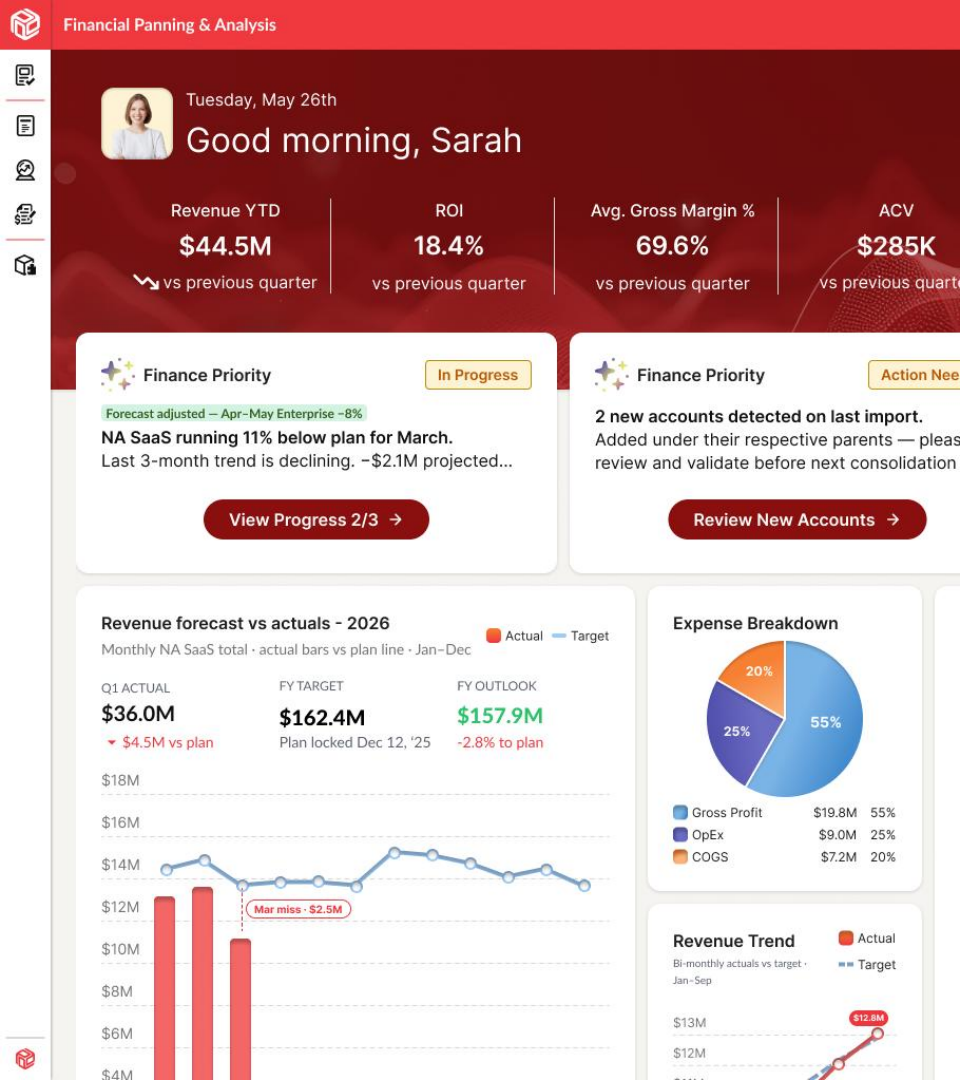 Financial Panning & Analysis
Tuesday, May 26th
Good morning, Sarah
Revenue YTD
$44.5M
vs previous quarter
ROI
18.4%
vs previous quarter
Avg. Gross Margin %
69.6%
vs previous quarter
ACV
$285K
vs previous quarte
Finance Priority
In Progress
Forecast adjusted — Apr–May Enterprise −8%
NA SaaS running 11% below plan for March.
Last 3-month trend is declining. −$2.1M projected...
View Progress 2/3 →
Finance Priority
Action Nee
2 new accounts detected on last import.
Added under their respective parents — pleas
review and validate before next consolidation
Review New Accounts →
Revenue forecast vs actuals - 2026
Monthly NA SaaS total · actual bars vs plan line · Jan–Dec
Actual
Target
Q1 ACTUAL
$36.0M
$4.5M vs plan
FY TARGET
$162.4M
Plan locked Dec 12, ‘25
FY OUTLOOK
$157.9M
-2.8% to plan
$18M
$16M
$14M
$12M
$10M
$8M
$6M
$4M
Mar miss · $2.5M
Expense Breakdown
20%
25%
55%
Gross Profit $19.8M 55%
OpEx $9.0M 25%
COGS $7.2M 20%
Revenue Trend
Bi-monthly actuals vs target ·
Jan–Sep
Actual
Target
$12.8M
$13M
$12M